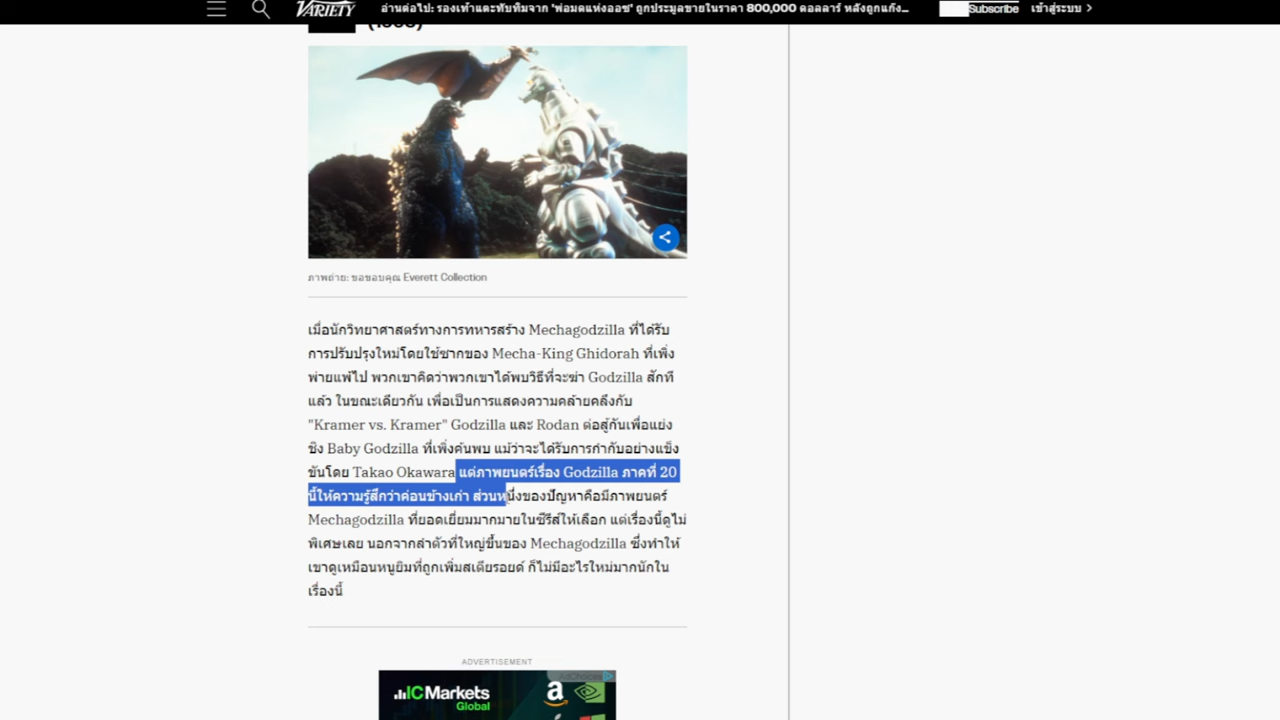 VARIETY
อ่านต่อไป: รองเท้าแตะทับทิมจาก 'พ่อมดแห่งออซ' ถูกประมูลขายในราคา 800,000 ดอลลาร์ หลังถูกแก๊ง...
Subscribe
เข้าสู่ระบบ
ภาพถ่าย: ขอขอบคุณ Everett Collection
เมื่อนักวิทยาศาสตร์ทางการทหารสร้าง Mechagodzilla ที่ได้รับ
การปรับปรุงใหม่โดยใช้ซากของ Mecha-King Ghidorah ที่เพิ่ง
พ่ายแพ้ไป พวกเขาคิดว่าพวกเขาได้พบวิธีที่จะฆ่า Godzilla สักที
แล้ว ในขณะเดียวกัน เพื่อเป็นการแสดงความคล้ายคลึงกับ
"Kramer vs. Kramer" Godzilla และ Rodan ต่อสู้กันเพื่อแย่ง
ชิง Baby Godzilla ที่เพิ่งค้นพบ แม้ว่าจะได้รับการกำกับอย่างแข็ง
ขันโดย Takao Okawara แต่ภาพยนตร์เรื่อง Godzilla ภาคที่ 20
นี้ให้ความรู้สึกว่าค่อนข้างเก่า ส่วนหนึ่งของปัญหาคือมีภาพยนตร์
Mechagodzilla ที่ยอดเยี่ยมมากมายในซีรีส์ให้เลือก แต่เรื่องนี้ดูไม่
พิเศษเลย นอกจากลำตัวที่ใหญ่ขึ้นของ Mechagodzilla ซึ่งทำให้
เขาดูเหมือนหนูยิมที่ถูกเพิ่มสเตียรอยด์ ก็ไม่มีอะไรใหม่มากนักใน
เรื่องนี้
ADVERTISEMENT
AdChoices
ICMarkets
Global
a